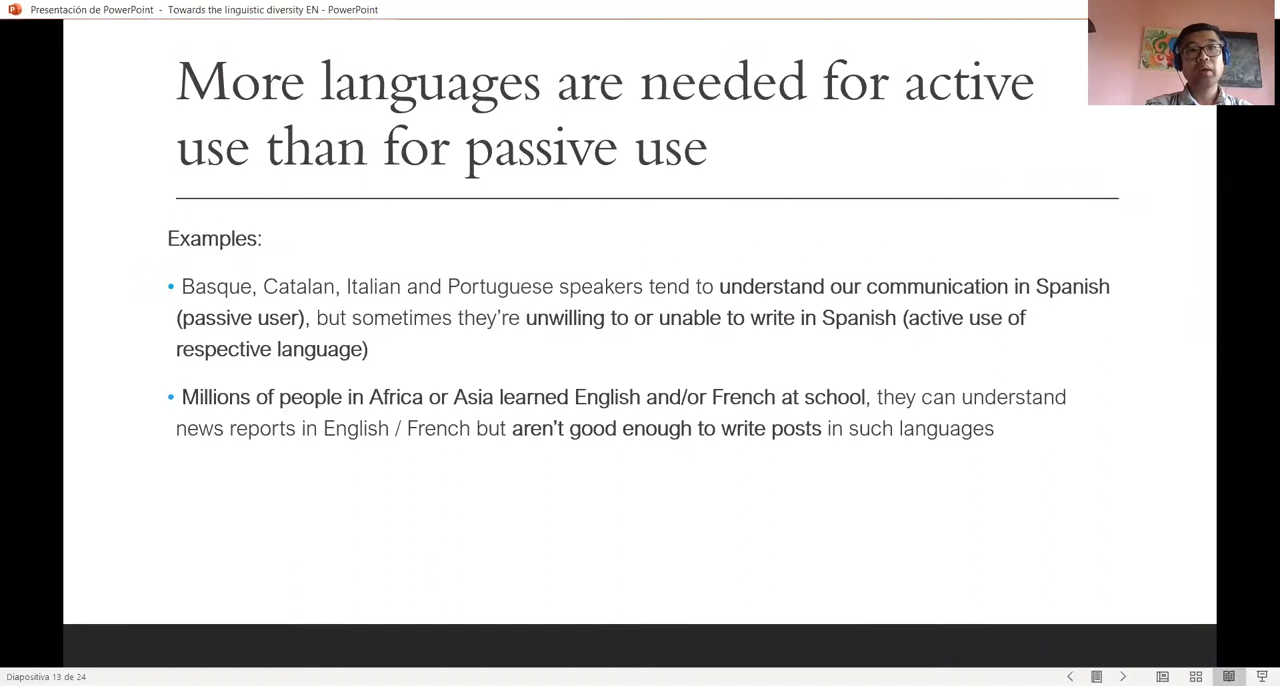 Presentación de PowerPoint - Towards the linguistic diversity EN - PowerPoint
More languages are needed for active
use than for passive use
Examples:
• Basque, Catalan, Italian and Portuguese speakers tend to understand our communication in Spanish
(passive user), but sometimes they're unwilling to or unable to write in Spanish (active use of
respective language)
• Millions of people in Africa or Asia learned English and/or French at school, they can understand
news reports in English / French but aren't good enough to write posts in such languages
Diapositiva 13 de 24